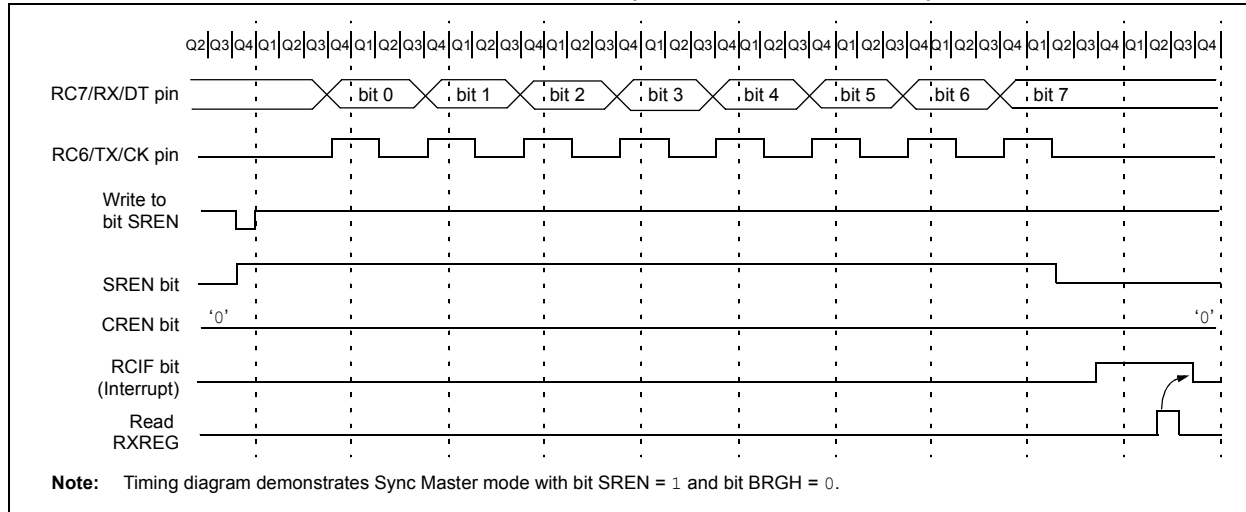 Q2 Q3 Q4 Q1 Q2 Q3 Q4 Q1 Q2 Q3 Q4 Q1 Q2 Q3 Q4 Q1 Q2 Q3 Q4 Q1 Q2 Q3 Q4 Q1 Q2 Q3 Q4 Q1 Q2 Q3 Q4 Q1 Q2 Q3 Q4 Q1 Q2 Q3 Q4 Q1 Q2 Q3 Q4
RC7/RX/DT pin bit 0 bit 1 bit 2 bit 3 bit 4 bit 5 bit 6 bit 7
RC6/TX/CK pin
Write to
bit SREN
SREN bit
CREN bit ‘0’ ‘0’
RCIF bit
(Interrupt)
Read
RXREG
Note: Timing diagram demonstrates Sync Master mode with bit SREN = 1 and bit BRGH = 0.